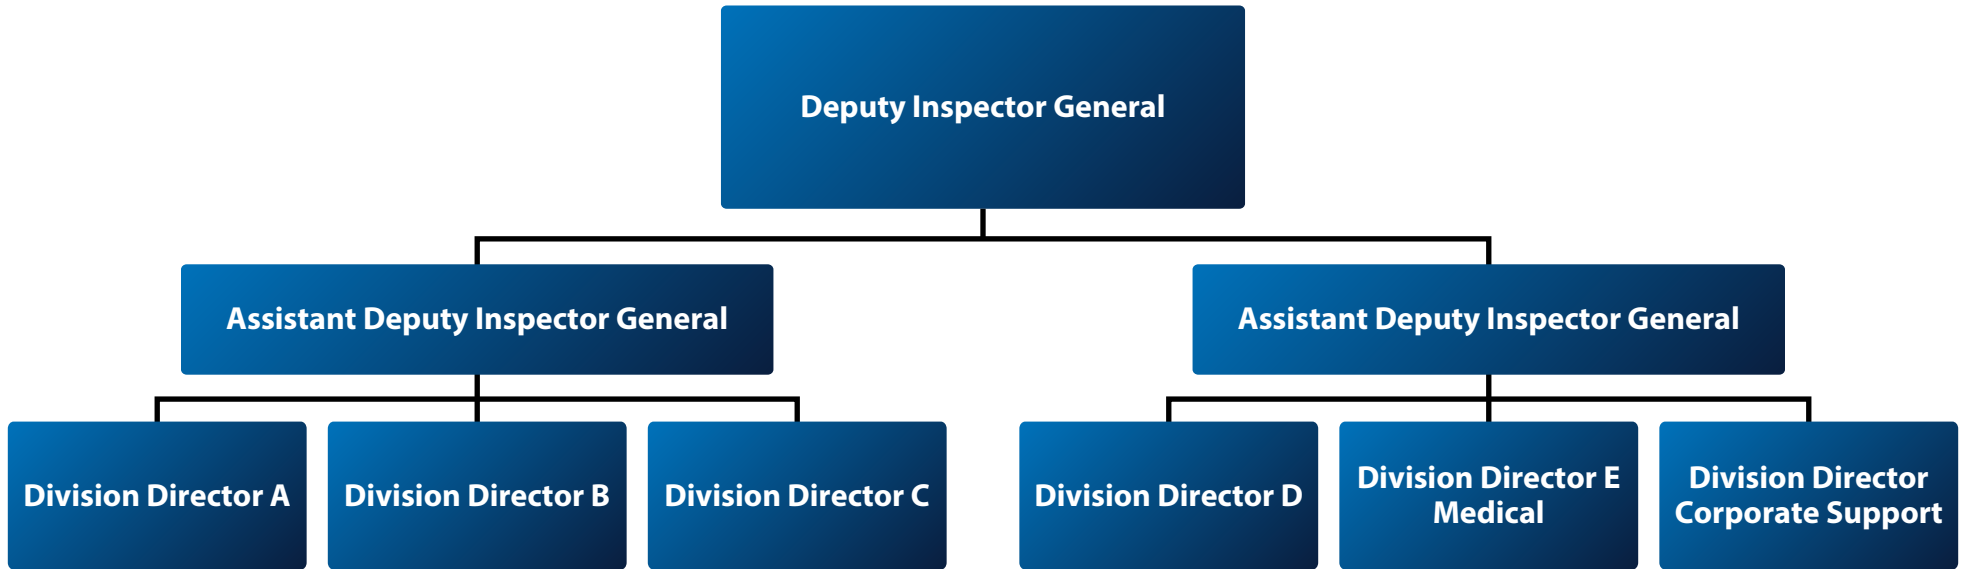 Deputy Inspector General
Assistant Deputy Inspector General
Assistant Deputy Inspector General
Division Director A
Division Director B
Division Director C
Division Director D
Division Director E
Medical
Division Director
Corporate Support